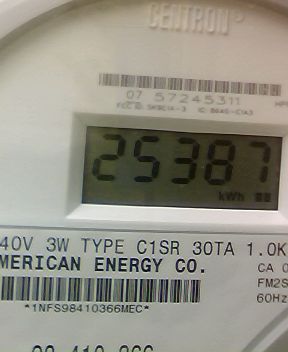 CENTRON®
07 57245311
25387
kWh
40V 3W TYPE C1SR 30TA 1.0K
MERICAN ENERGY CO.
CA 0
FM2S
60Hz
*1NFS98410366MEC*